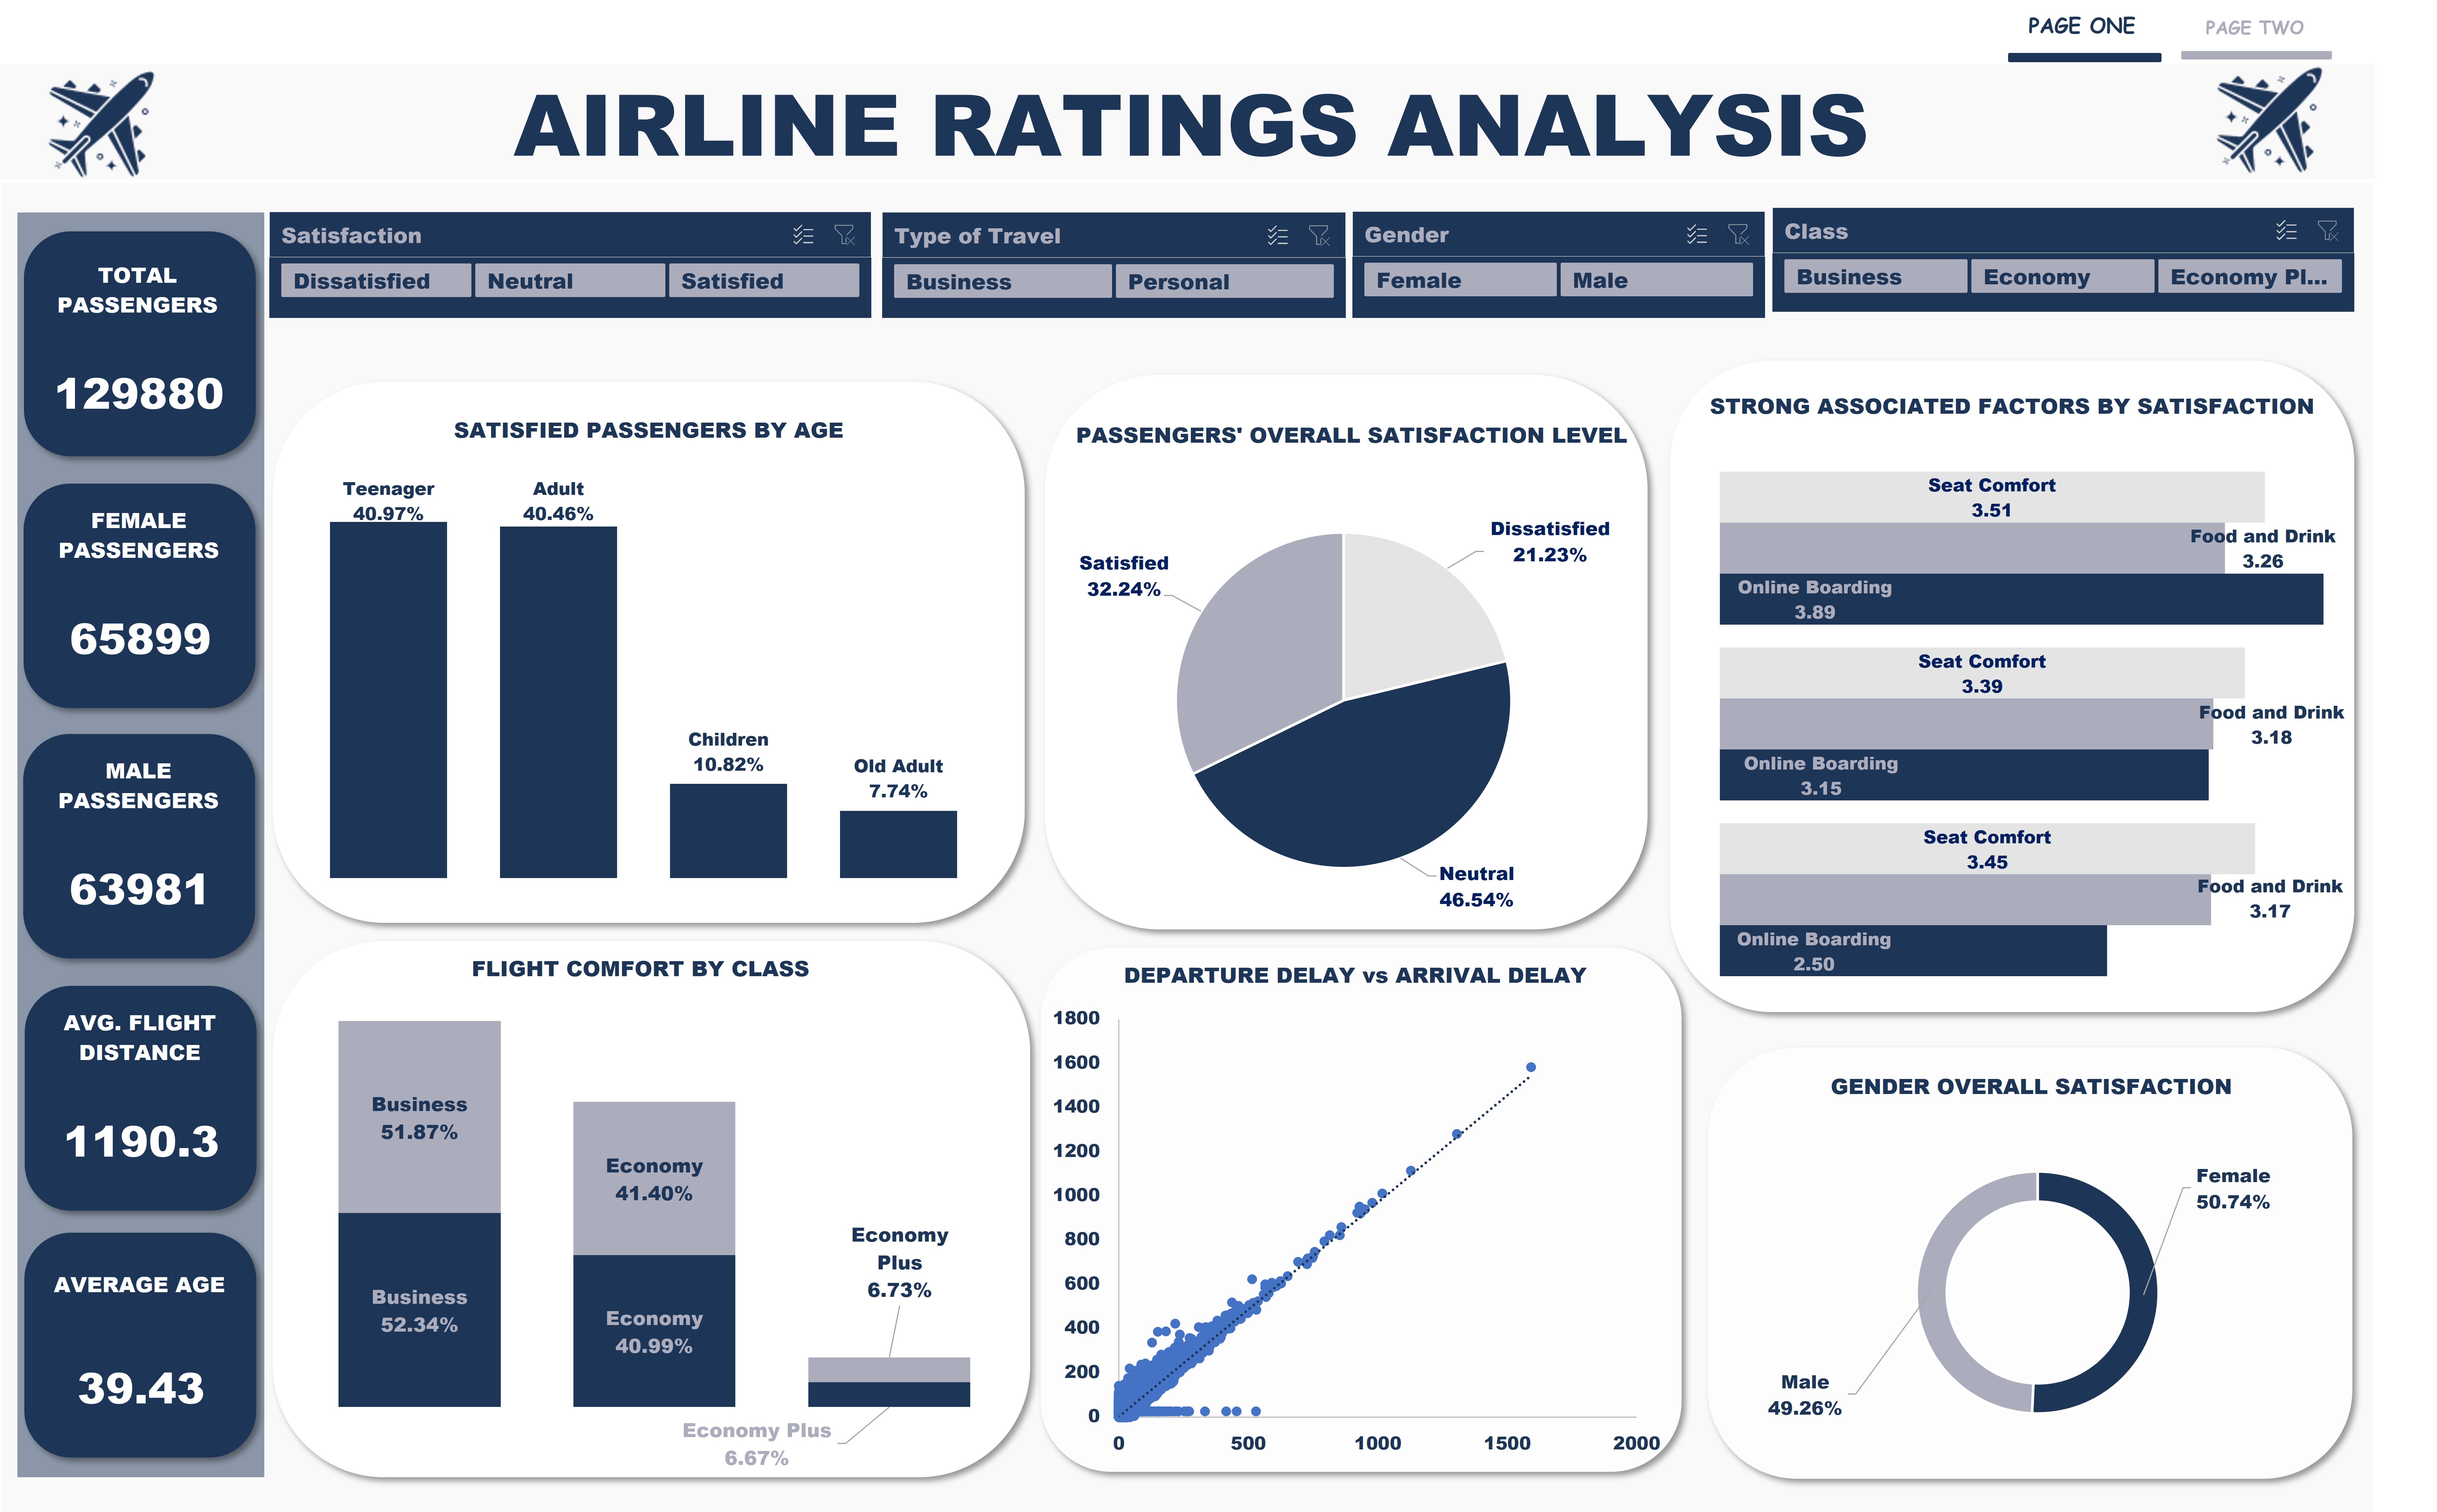 PAGE ONE
PAGE TWO
AIRLINE RATINGS ANALYSIS
Satisfaction
Dissatisfied
Neutral
Satisfied
Type of Travel
Business
Personal
Gender
Female
Male
Class
Business
Economy
Economy Pl...
TOTAL
PASSENGERS
129880
FEMALE
PASSENGERS
65899
MALE
PASSENGERS
63981
AVG. FLIGHT
DISTANCE
1190.3
AVERAGE AGE
39.43
SATISFIED PASSENGERS BY AGE
Teenager
40.97%
Adult
40.46%
Children
10.82%
Old Adult
7.74%
PASSENGERS' OVERALL SATISFACTION LEVEL
Dissatisfied
21.23%
Satisfied
32.24%
Neutral
46.54%
STRONG ASSOCIATED FACTORS BY SATISFACTION
Seat Comfort
3.51
Food and Drink
3.26
Online Boarding
3.89
Seat Comfort
3.39
Food and Drink
3.18
Online Boarding
3.15
Seat Comfort
3.45
Food and Drink
3.17
Online Boarding
2.50
FLIGHT COMFORT BY CLASS
Business
51.87%
Business
52.34%
Economy
41.40%
Economy
40.99%
Economy
Plus
6.73%
Economy Plus
6.67%
DEPARTURE DELAY vs ARRIVAL DELAY
1800
1600
1400
1200
1000
800
600
400
200
0
0 500 1000 1500 2000
GENDER OVERALL SATISFACTION
Female
50.74%
Male
49.26%